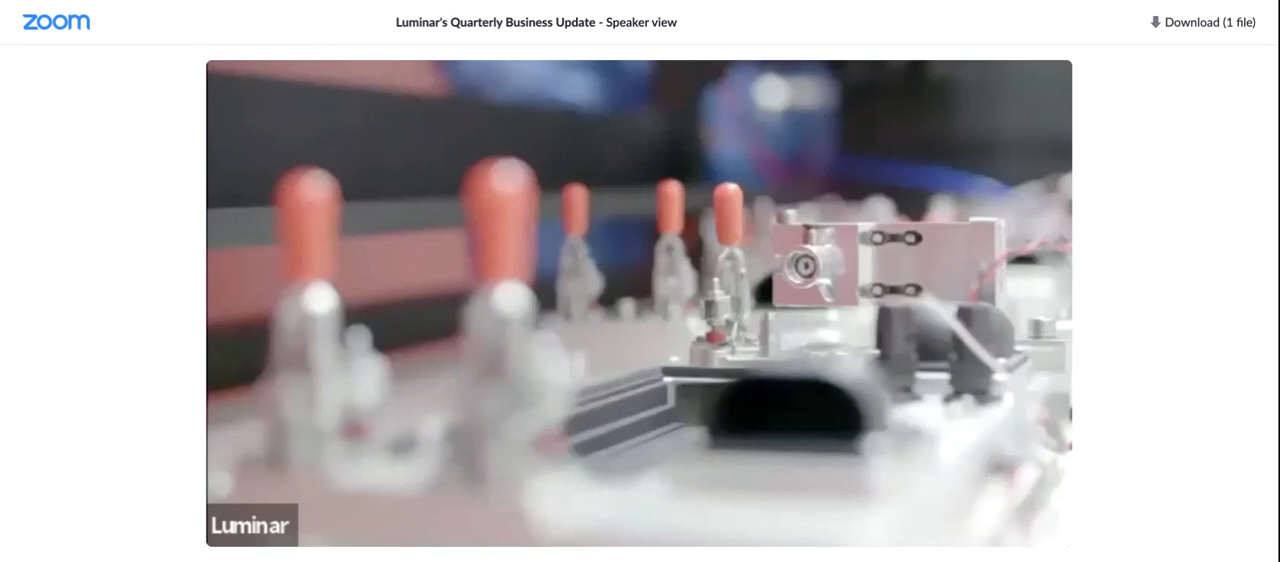 zoom
Luminar's Quarterly Business Update - Speaker view
Download (1 file)
Luminar